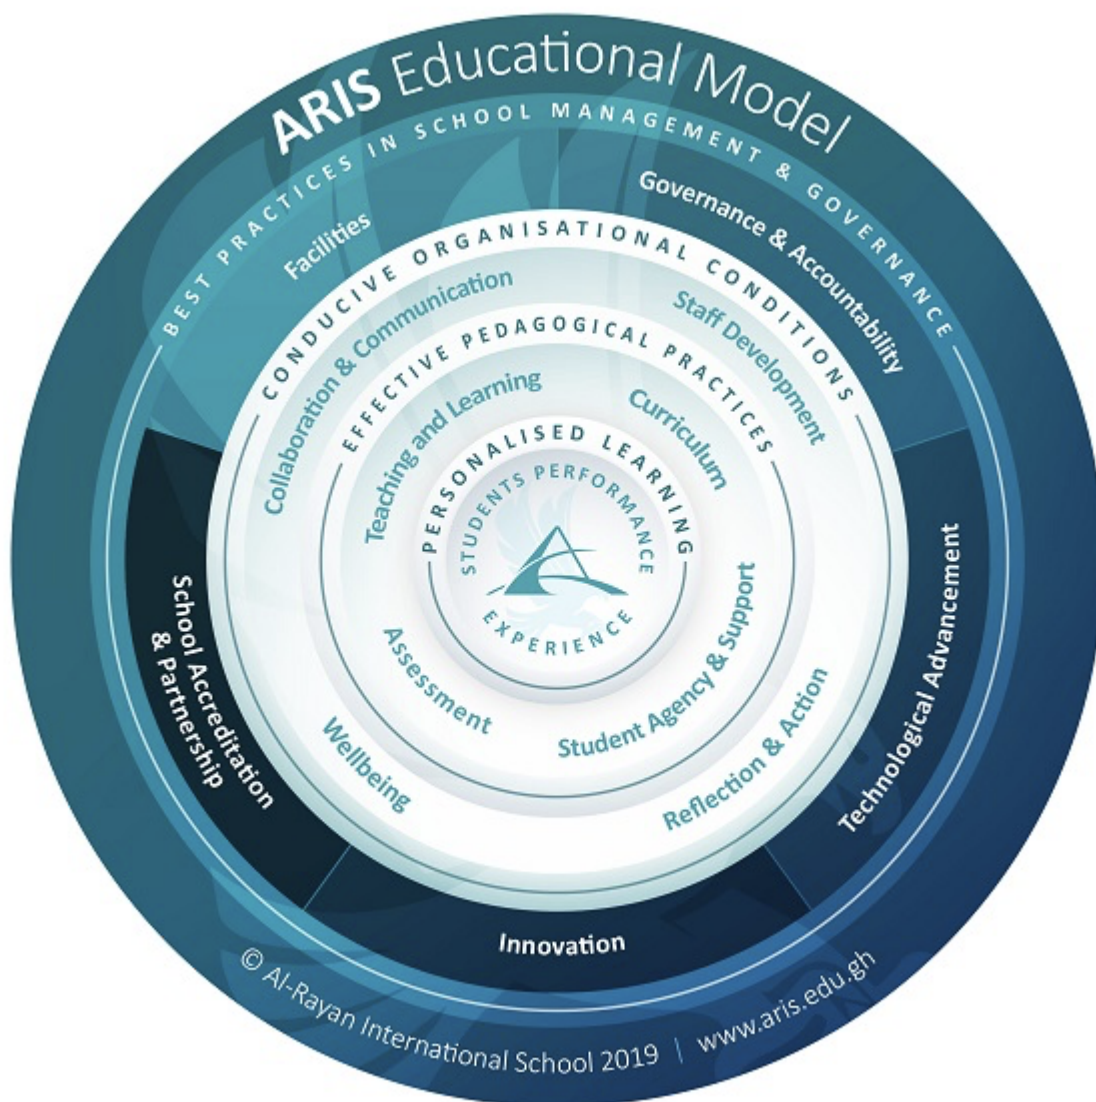 ARIS Educational Model
BEST PRACTICES IN SCHOOL MANAGEMENT & GOVERNANCE
Facilities
Governance & Accountability
Technological Advancement
Innovation
School Accreditation
& Partnership
CONDUCIVE ORGANISATIONAL CONDITIONS
Collaboration & Communication
Staff Development
Reflection & Action
Wellbeing
EFFECTIVE PEDAGOGICAL PRACTICES
Teaching and Learning
Curriculum
Student Agency & Support
Assessment
PERSONALISED LEARNING
STUDENTS PERFORMANCE
EXPERIENCE
© Al-Rayan International School 2019 | www.aris.edu.gh